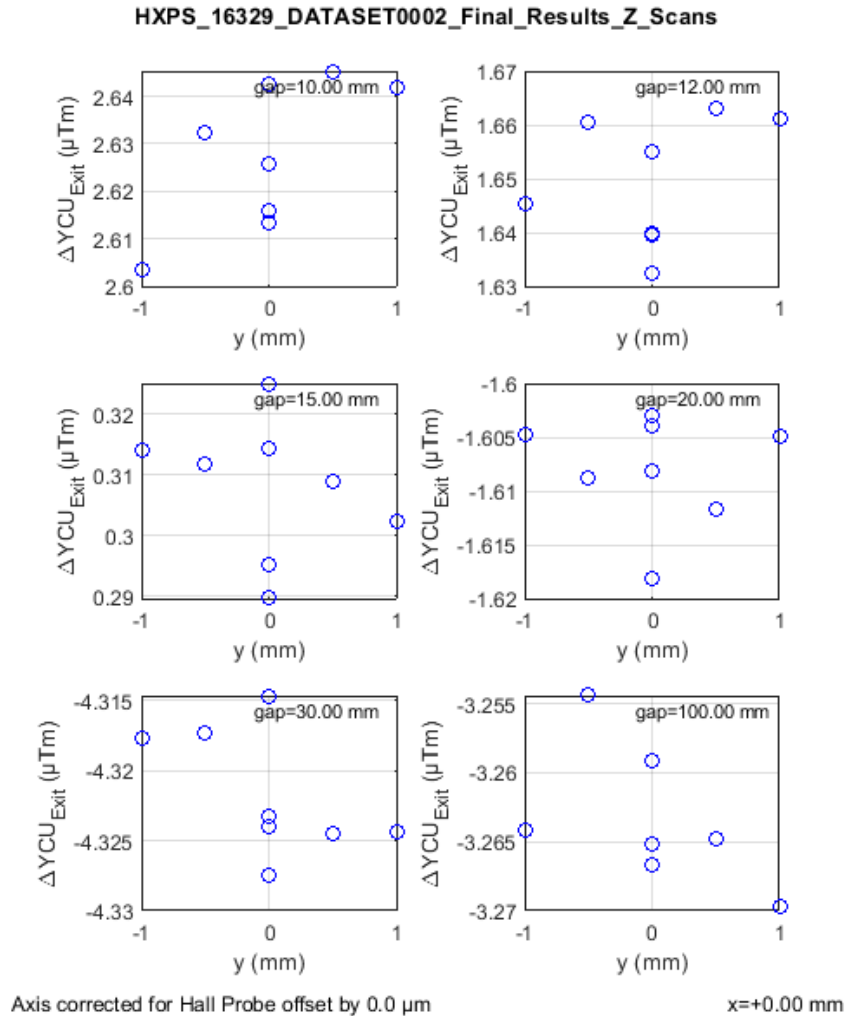 HXPS_16329_DATASET0002_Final_Results_Z_Scans
gap=10.00 mm
2.64
2.63
2.62
2.61
2.6
ΔYCU_Exit (µTm)
-1 0 1
y (mm)
gap=12.00 mm
1.67
1.66
1.65
1.64
1.63
ΔYCU_Exit (µTm)
-1 0 1
y (mm)
gap=15.00 mm
0.32
0.31
0.3
0.29
ΔYCU_Exit (µTm)
-1 0 1
y (mm)
gap=20.00 mm
-1.6
-1.605
-1.61
-1.615
-1.62
ΔYCU_Exit (µTm)
-1 0 1
y (mm)
gap=30.00 mm
-4.315
-4.32
-4.325
-4.33
ΔYCU_Exit (µTm)
-1 0 1
y (mm)
gap=100.00 mm
-3.255
-3.26
-3.265
-3.27
ΔYCU_Exit (µTm)
-1 0 1
y (mm)
Axis corrected for Hall Probe offset by 0.0 µm
x=+0.00 mm